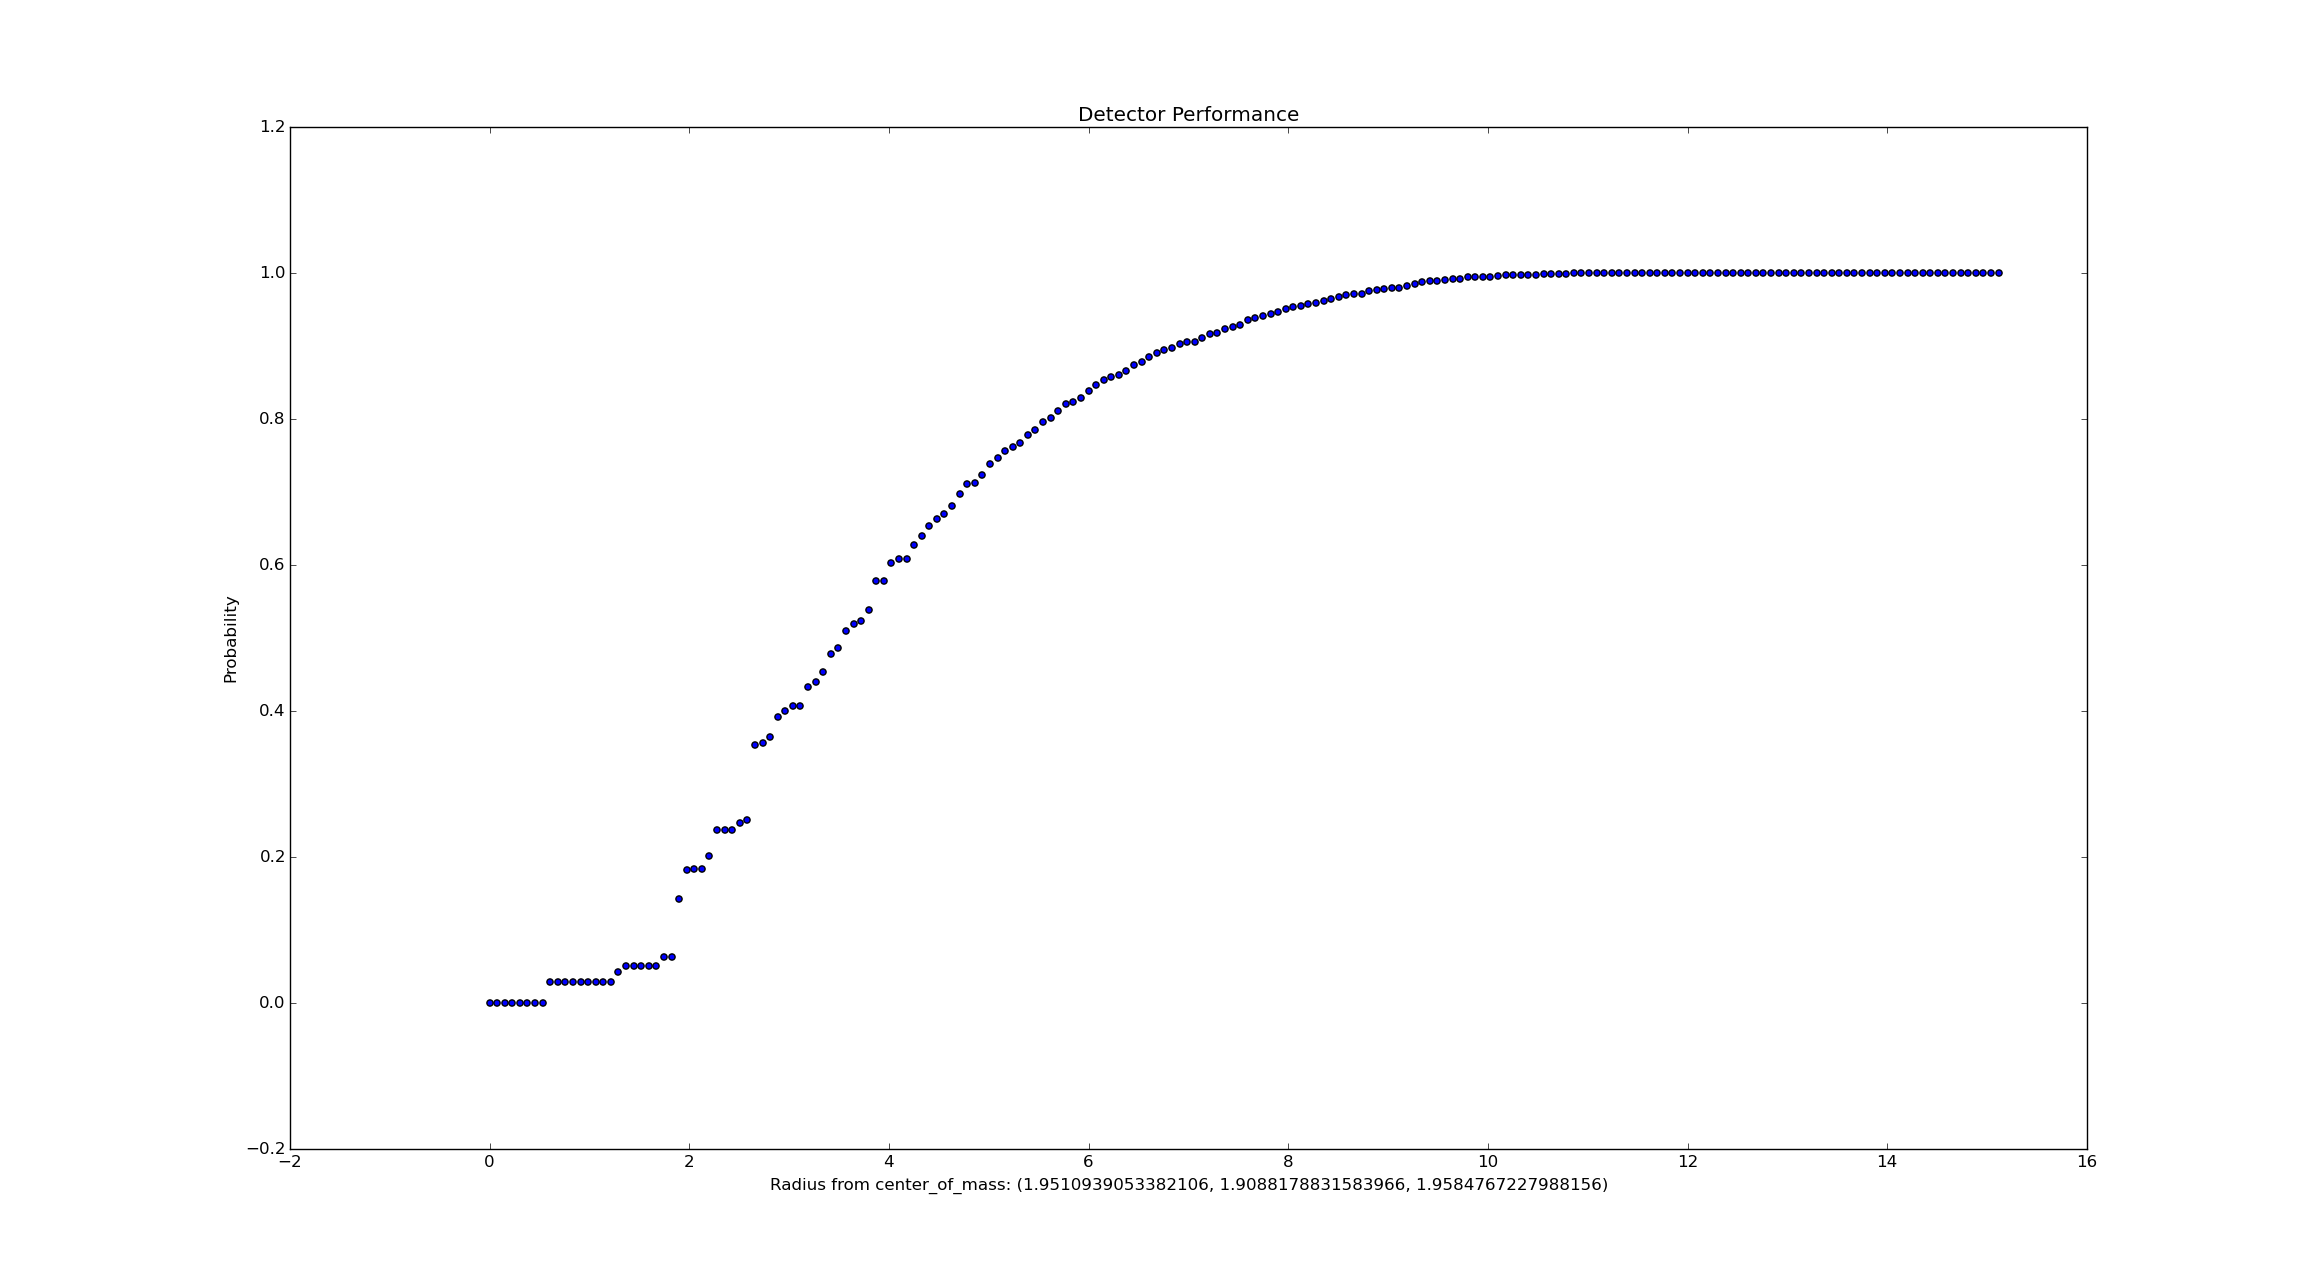 Detector Performance
1.2
1.0
0.8
0.6
0.4
0.2
0.0
−0.2
Probability
−2 0 2 4 6 8 10 12 14 16
Radius from center_of_mass: (1.9510939053382106, 1.9088178831583966, 1.9584767227988156)